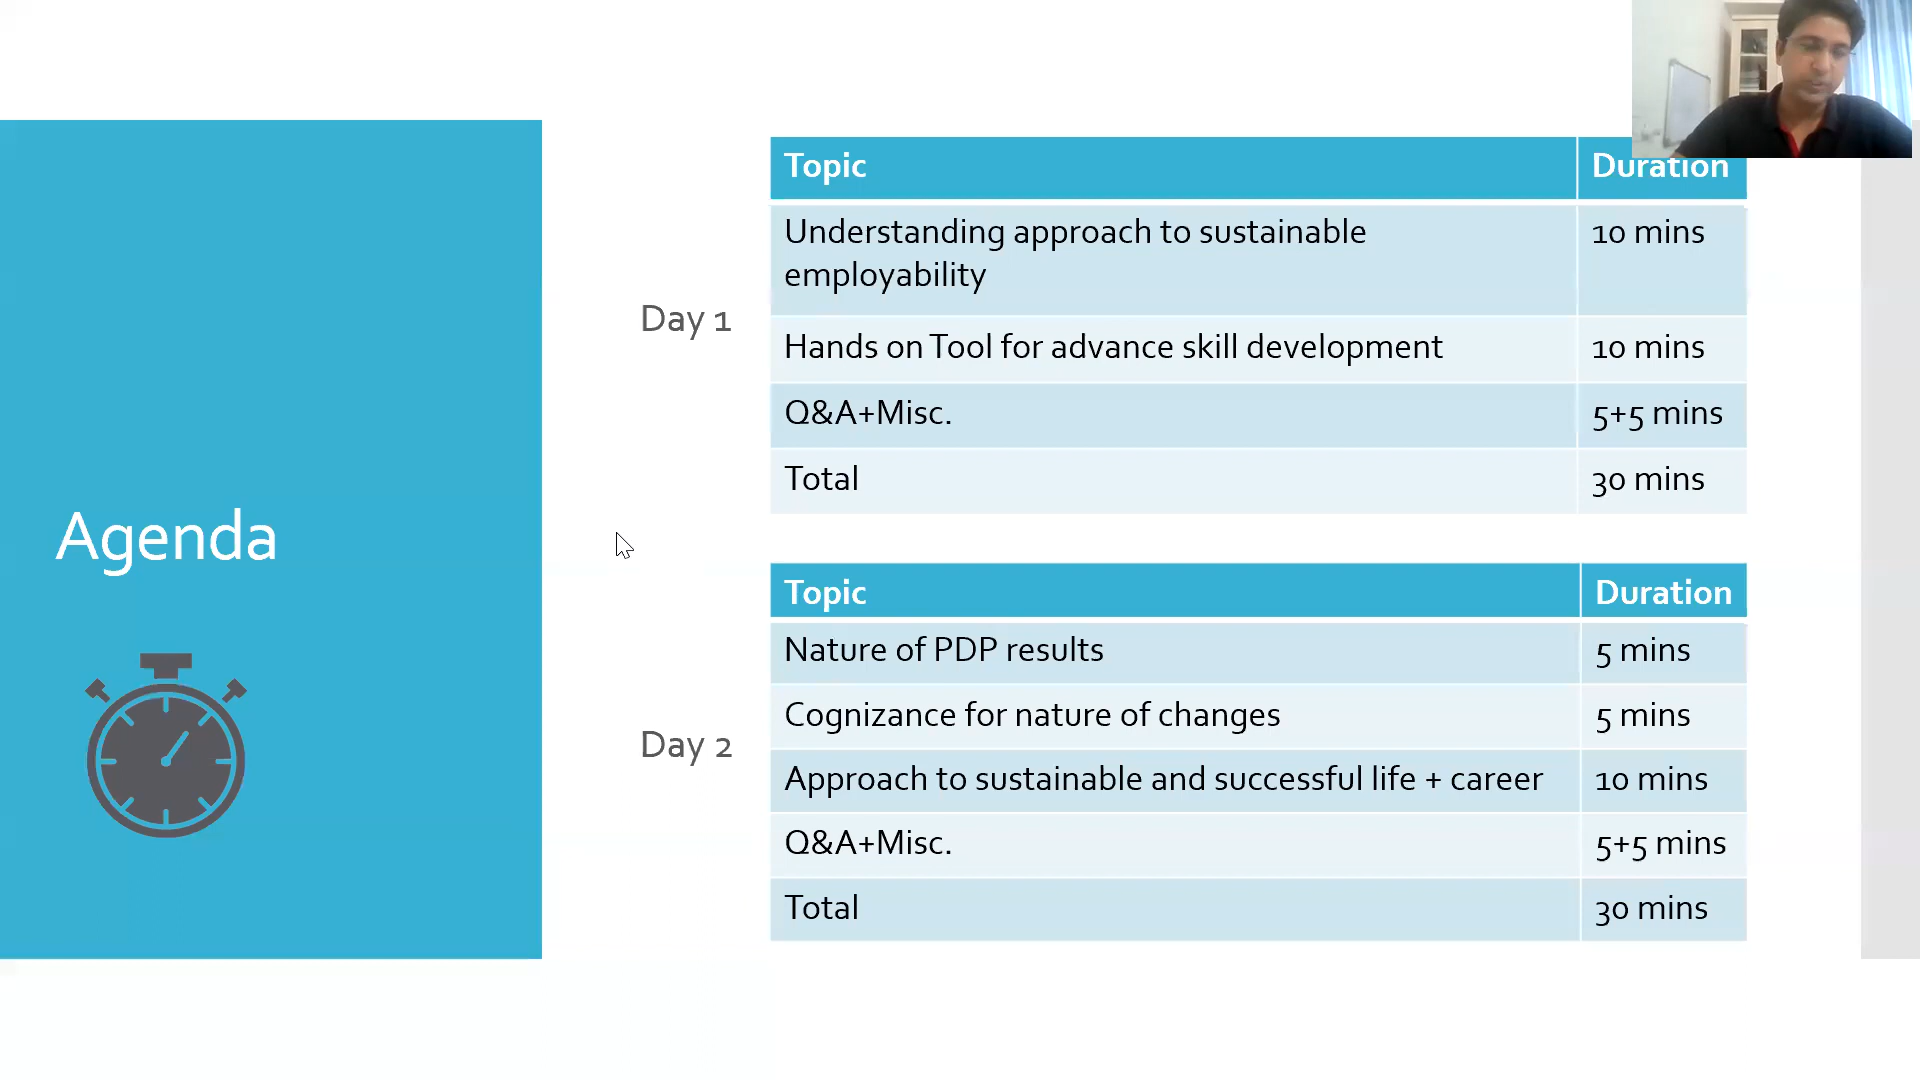 Agenda
Day 1
Topic Duration
Understanding approach to sustainable
employability 10 mins
Hands on Tool for advance skill development 10 mins
Q&A+Misc. 5+5 mins
Total 30 mins
Day 2
Topic Duration
Nature of PDP results 5 mins
Cognizance for nature of changes 5 mins
Approach to sustainable and successful life + career 10 mins
Q&A+Misc. 5+5 mins
Total 30 mins